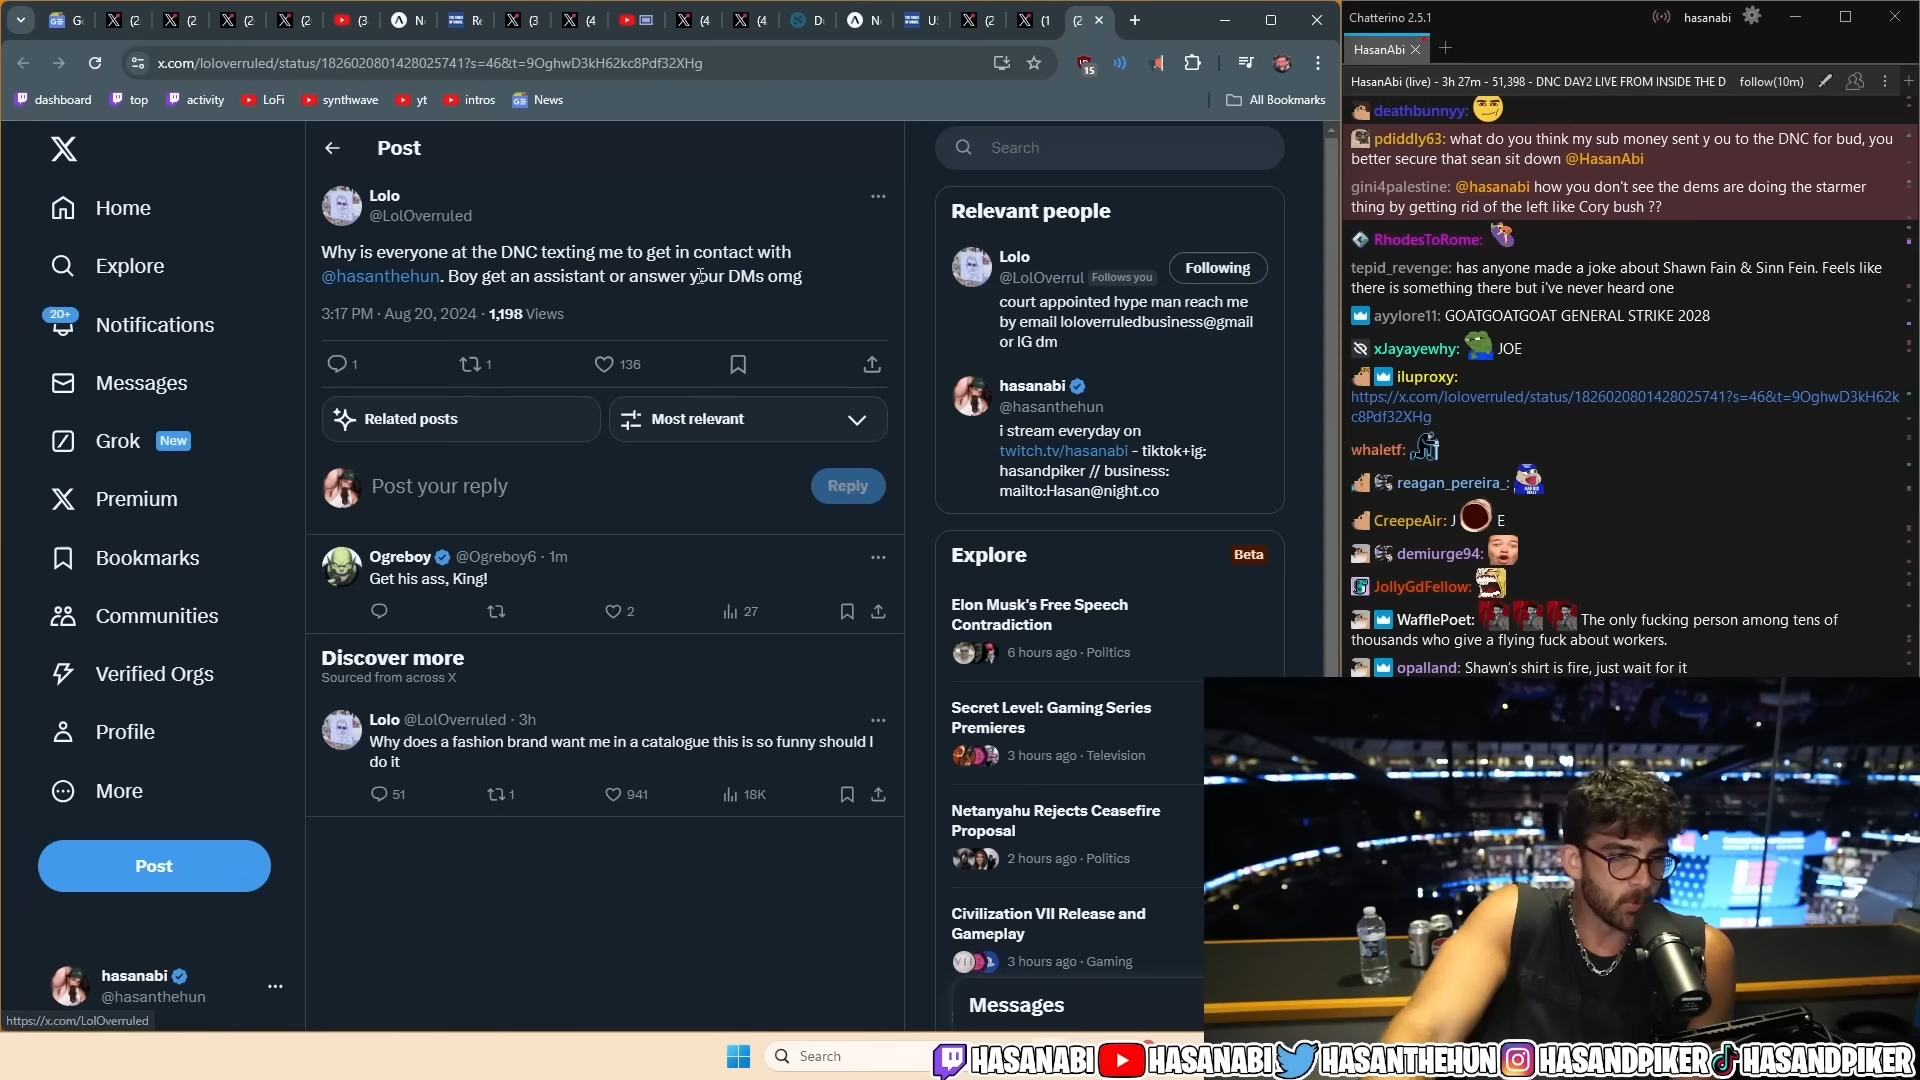 (3
N
Re
(3
(4
(4
(4
D
N
U
(2
(1
(2
x.com/loloverruled/status/1826020801428025741?s=46&t=9OghwD3kH62kc8Pdf32XHg
15
dashboard
top
activity
LoFi
synthwave
yt
intros
News
All Bookmarks
Home
Explore
20+
Notifications
Messages
Grok New
Premium
Bookmarks
Communities
Verified Orgs
Profile
More
Post
hasanabi
@hasanthehun
https://x.com/LolOverruled
Post
Lolo
@LolOverruled
Why is everyone at the DNC texting me to get in contact with
@hasanthehun. Boy get an assistant or answer your DMs omg
3:17 PM · Aug 20, 2024 · 1,198 Views
1
1
136
Related posts
Most relevant
Post your reply
Reply
Ogreboy @Ogreboy6 · 1m
Get his ass, King!
2
27
Discover more
Sourced from across X
Lolo @LolOverruled · 3h
Why does a fashion brand want me in a catalogue this is so funny should I
do it
51
1
941
18K
Search
Relevant people
Lolo
@LolOverrul Follows you
Following
court appointed hype man reach me
by email loloverruledbusiness@gmail
or IG dm
hasanabi
@hasanthehun
i stream everyday on
twitch.tv/hasanabi - tiktok+ig:
hasandpiker // business:
mailto:Hasan@night.co
Explore
Beta
Elon Musk's Free Speech
Contradiction
6 hours ago · Politics
Secret Level: Gaming Series
Premieres
3 hours ago · Television
Netanyahu Rejects Ceasefire
Proposal
2 hours ago · Politics
Civilization VII Release and
Gameplay
3 hours ago · Gaming
Messages
Chatterino 2.5.1
hasanabi
HasanAbi
HasanAbi (live) - 3h 27m - 51,398 - DNC DAY2 LIVE FROM INSIDE THE D
follow(10m)
deathbunnyy:
pdiddly63: what do you think my sub money sent y ou to the DNC for bud, you
better secure that sean sit down @HasanAbi
gini4palestine: @hasanabi how you don't see the dems are doing the starmer
thing by getting rid of the left like Cory bush ??
RhodesToRome:
tepid_revenge: has anyone made a joke about Shawn Fain & Sinn Fein. Feels like
there is something there but i've never heard one
ayylore11: GOATGOATGOAT GENERAL STRIKE 2028
xJayayewhy: JOE
iluproxy:
https://x.com/loloverruled/status/1826020801428025741?s=46&t=9OghwD3kH62k
c8Pdf32XHg
whaletf:
reagan_pereira_:
CreepeAir: J E
demiurge94:
JollyGdFellow:
WafflePoet: The only fucking person among tens of
thousands who give a flying fuck about workers.
opalland: Shawn's shirt is fire, just wait for it
Search
HASANABI
HASANABI
HASANTHEHUN
HASANDPIKER
HASANDPIKER